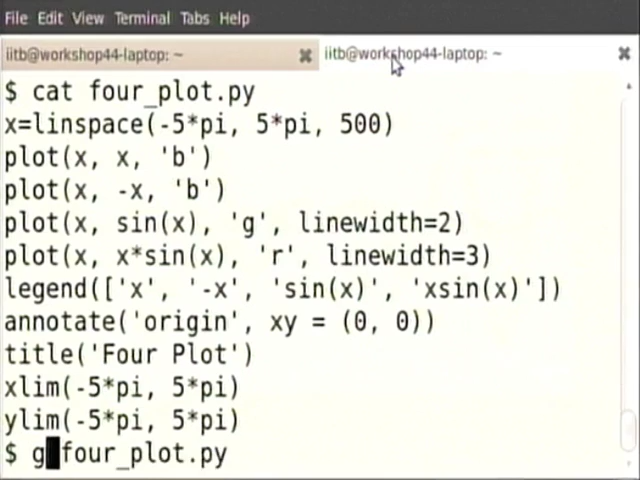 File Edit View Terminal Tabs Help
iitb@workshop44-laptop: ~
iitb@workshop44-laptop: ~
$ cat four_plot.py
x=linspace(-5*pi, 5*pi, 500)
plot(x, x, 'b')
plot(x, -x, 'b')
plot(x, sin(x), 'g', linewidth=2)
plot(x, x*sin(x), 'r', linewidth=3)
legend(['x', '-x', 'sin(x)', 'xsin(x)'])
annotate('origin', xy = (0, 0))
title('Four Plot')
xlim(-5*pi, 5*pi)
ylim(-5*pi, 5*pi)
$ g four_plot.py